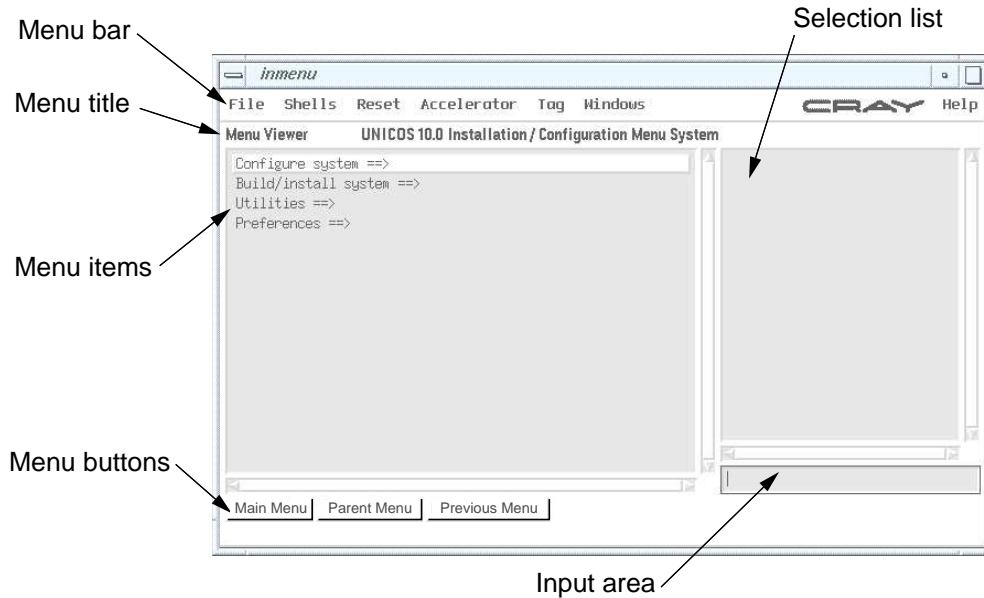 Selection list
Menu bar
inmenu
Menu title
File Shells Reset Accelerator Tag Windows CRAY Help
Menu Viewer UNICOS 10.0 Installation / Configuration Menu System
Configure system ==>
Build/install system ==>
Utilities ==>
Preferences ==>
Menu items
Menu buttons
Main Menu Parent Menu Previous Menu
Input area